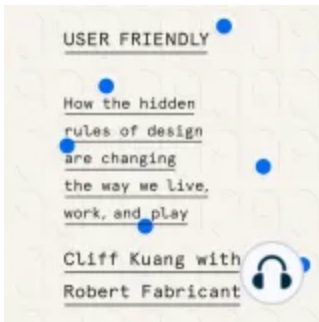 USER FRIENDLY
How the hidden
rules of design
are changing
the way we live,
work, and play
Cliff Kuang with
Robert Fabricant